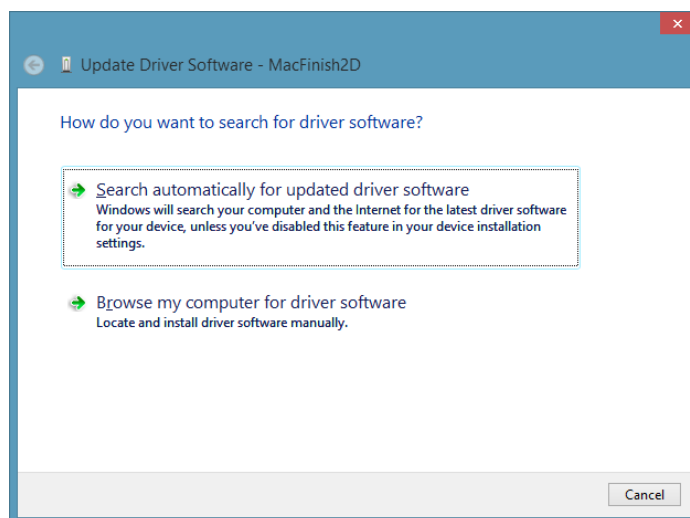 Update Driver Software - MacFinish2D
How do you want to search for driver software?
Search automatically for updated driver software
Windows will search your computer and the Internet for the latest driver software
for your device, unless you've disabled this feature in your device installation
settings.
Browse my computer for driver software
Locate and install driver software manually.
Cancel